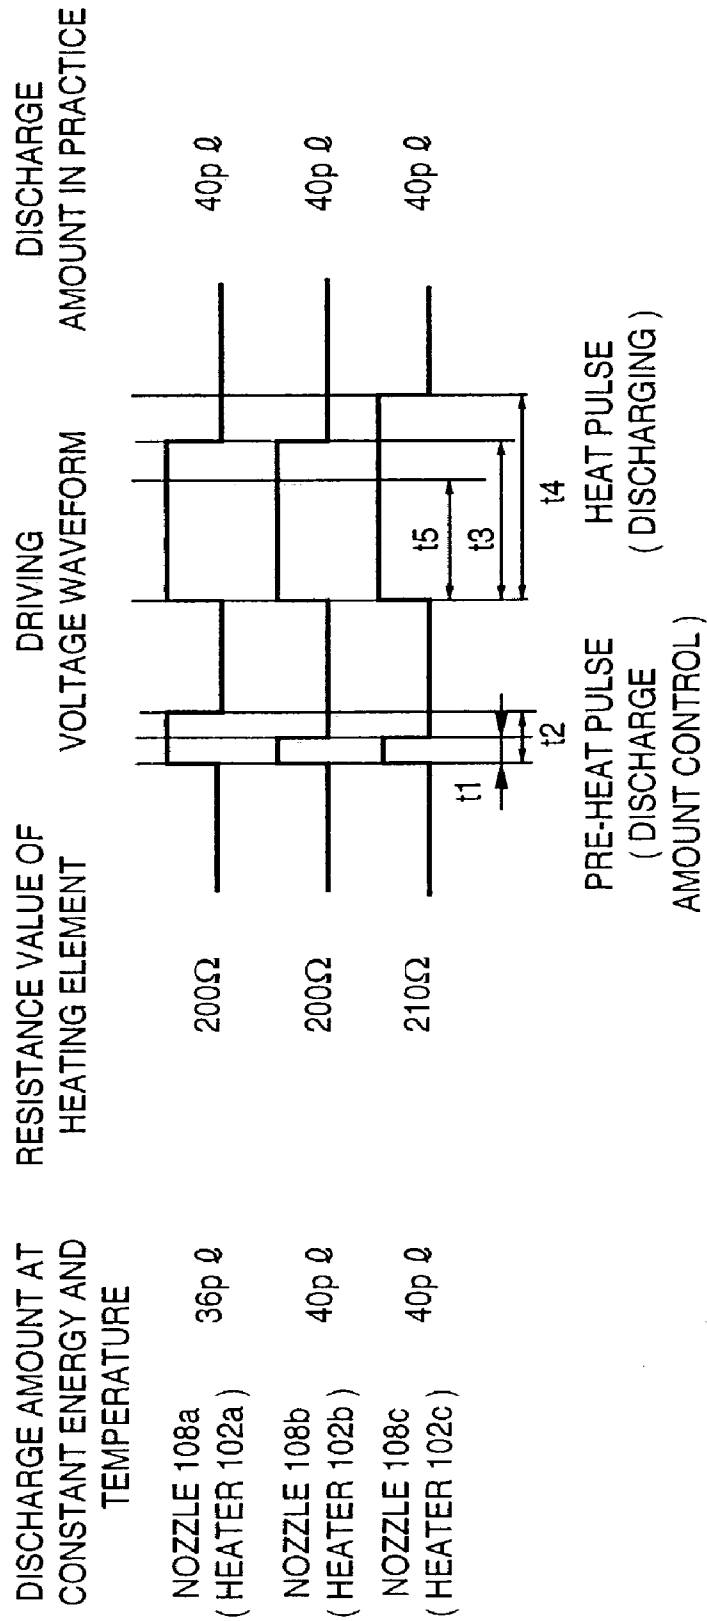 DISCHARGE AMOUNT AT
CONSTANT ENERGY AND
TEMPERATURE
RESISTANCE VALUE OF
HEATING ELEMENT
DRIVING
VOLTAGE WAVEFORM
DISCHARGE
AMOUNT IN PRACTICE
NOZZLE 108a
( HEATER 102a )
36p ℓ
200Ω
40p ℓ
NOZZLE 108b
( HEATER 102b )
40p ℓ
200Ω
40p ℓ
NOZZLE 108c
( HEATER 102c )
40p ℓ
210Ω
40p ℓ
t1
t2
t5
t3
t4
PRE-HEAT PULSE
( DISCHARGE
AMOUNT CONTROL )
HEAT PULSE
( DISCHARGING )